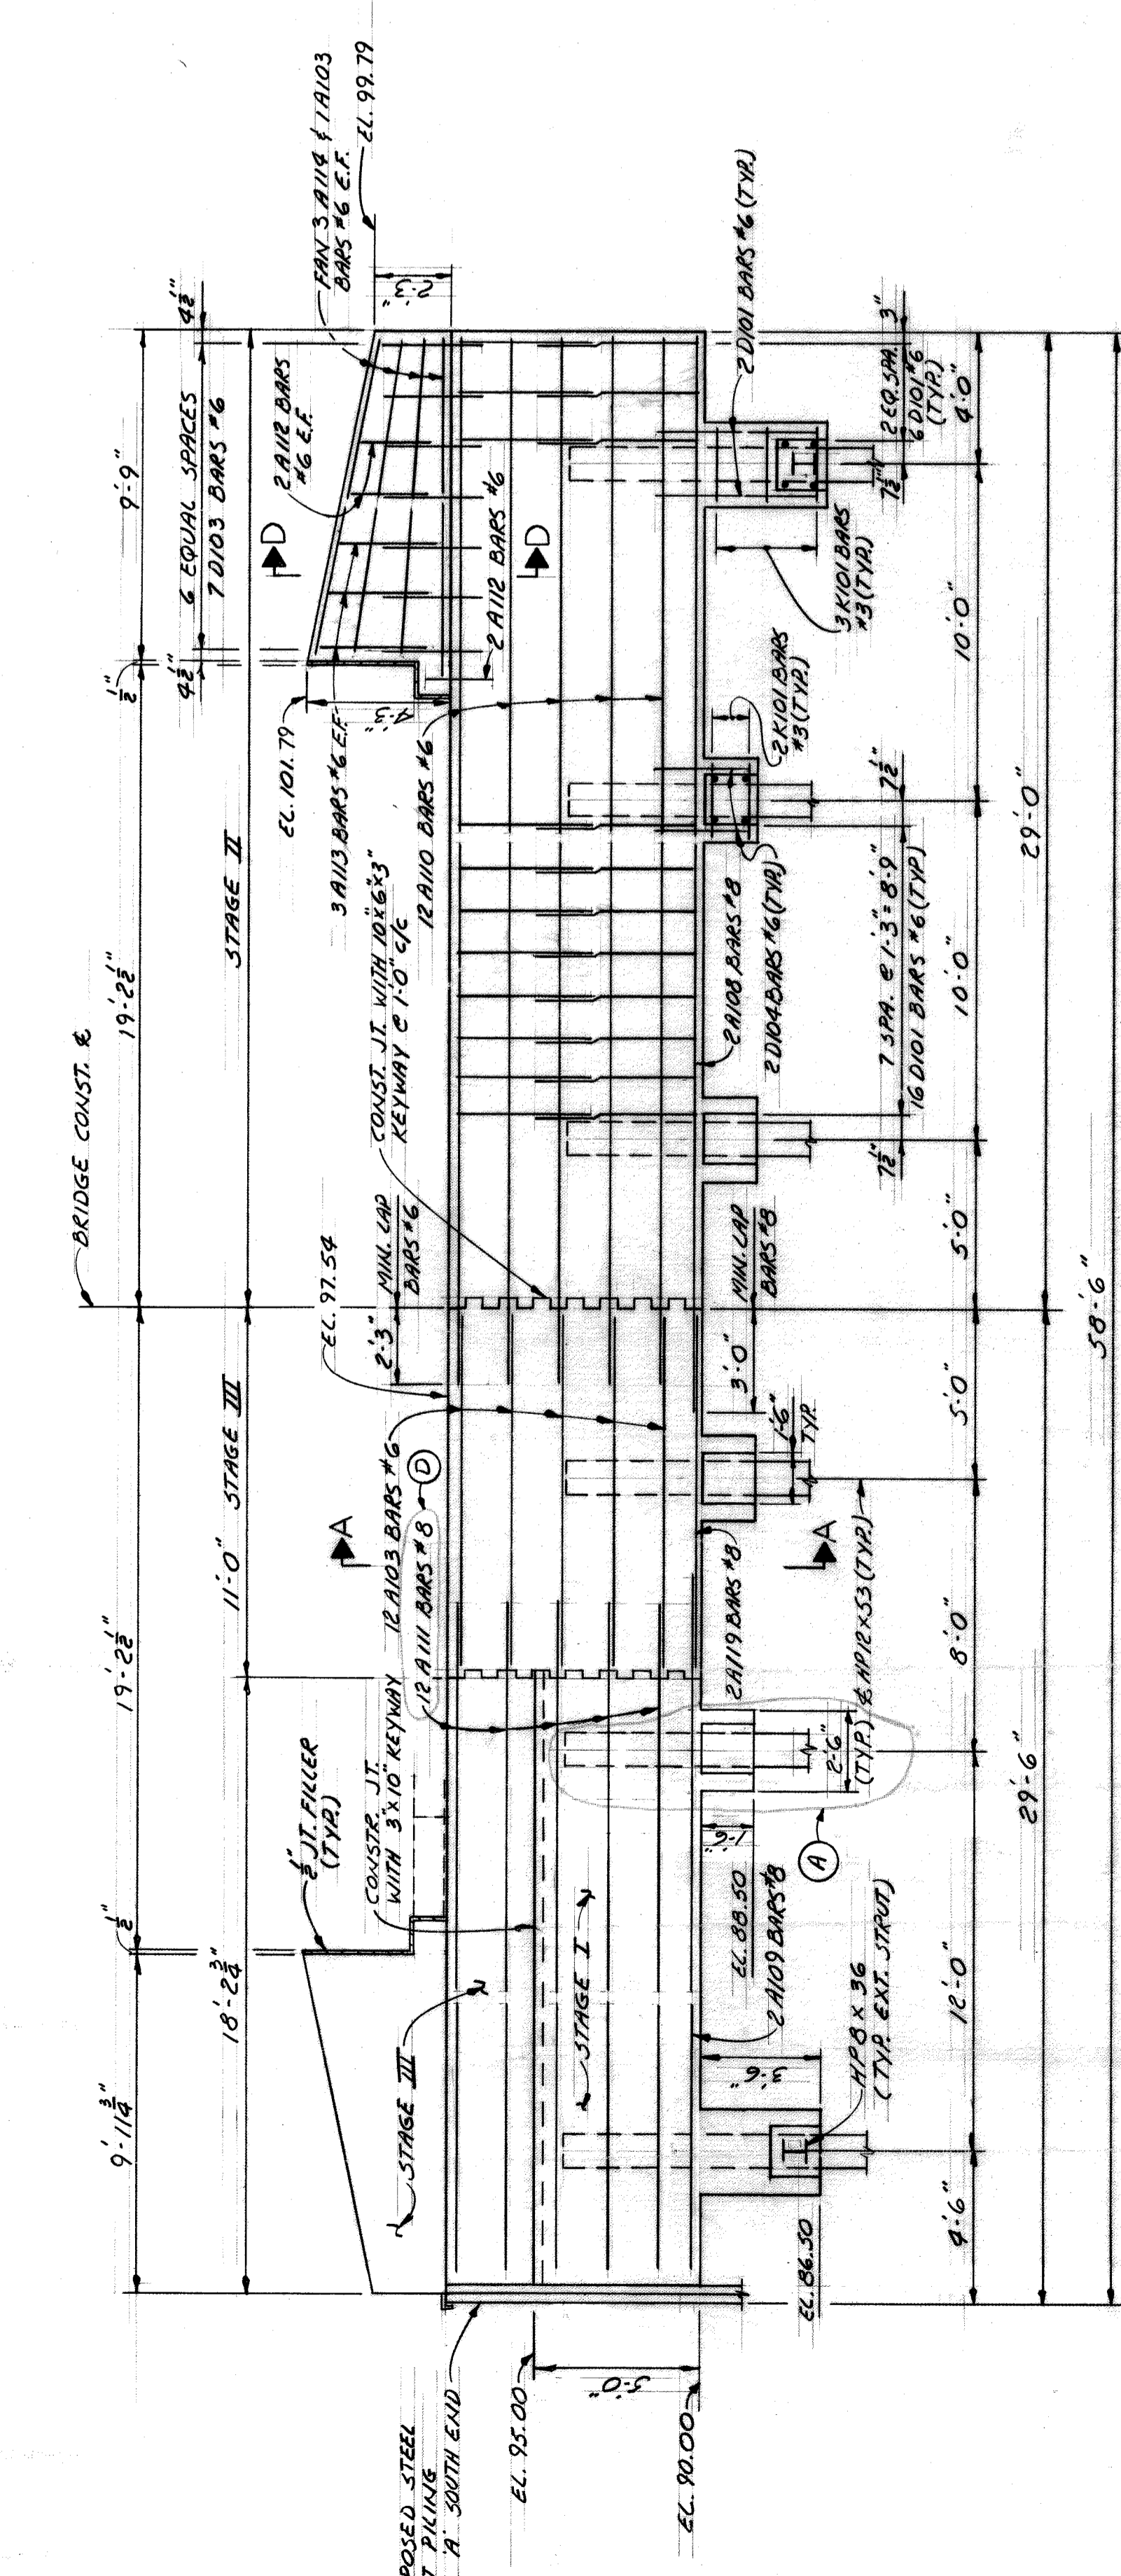 BRIDGE CONST. ℄
9'-11¾"
½"
19'-2½"
19'-2½"
½"
9'-9"
18'-2¾"
11'-0"
STAGE III
STAGE II
4½"
6 EQUAL SPACES
4½"
7 D103 BARS #6
FAN 3 A114 & 1 A103
BARS #6 E.F.
EL. 99.79
2'-3"
2 A112 BARS
#6 E.F.
D
D
EL. 101.79
4'-3"
3 A113 BARS #6 E.F.
2 A112 BARS #6
12 A110 BARS #6
CONST. JT. WITH 10"x6"x3"
KEYWAY @ 1'-0" c/c
EL. 97.54
2'-3"
MIN. LAP
BARS #6
½" JT. FILLER
(TYP.)
CONSTR. JT.
WITH 3"x10" KEYWAY
12 A103 BARS #6
12 A111 BARS #8
D
A
A
STAGE III
STAGE I
POSED STEEL
T PILING
'A' SOUTH END
EL. 95.00
5'-0"
EL. 90.00
EL. 86.50
3'-6"
HP 8 x 36
(TYP. EXT. STRUT)
EL. 88.50
2 A109 BARS #8
1'-6"
A
2'-6"
(TYP.)
℄ HP12x53 (TYP.)
2 A119 BARS #8
1'-6"
TYP.
3'-0"
MIN. LAP
BARS #8
2 A108 BARS #8
2 D104 BARS #6 (TYP.)
2 K101 BARS
#3 (TYP.)
3 K101 BARS
#3 (TYP.)
2 D101 BARS #6 (TYP.)
7½"
7 SPA. @ 1'-3" = 8'-9"
7½"
16 D101 BARS #6 (TYP.)
7½"
2 EQ. SPA.
3"
6 D101 #6
(TYP.)
4'-6"
12'-0"
8'-0"
5'-0"
5'-0"
10'-0"
10'-0"
4'-0"
29'-6"
29'-0"
58'-6"